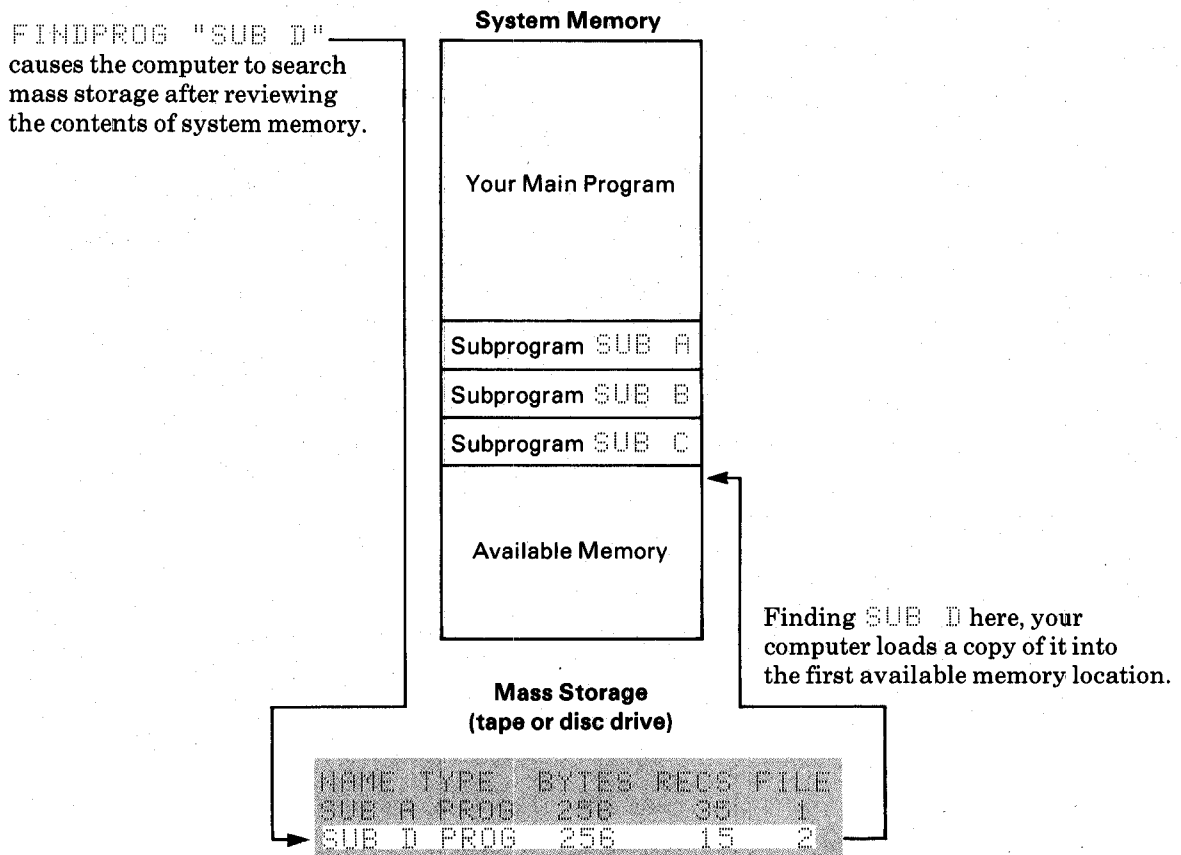 System Memory
FINDPROG "SUB D"
causes the computer to search
mass storage after reviewing
the contents of system memory.
Your Main Program
Subprogram SUB A
Subprogram SUB B
Subprogram SUB C
Available Memory
Finding SUB D here, your
computer loads a copy of it into
the first available memory location.
Mass Storage
(tape or disc drive)
NAME TYPE BYTES RECS FILE
SUB A PROG 256 35 1
SUB D PROG 256 15 2